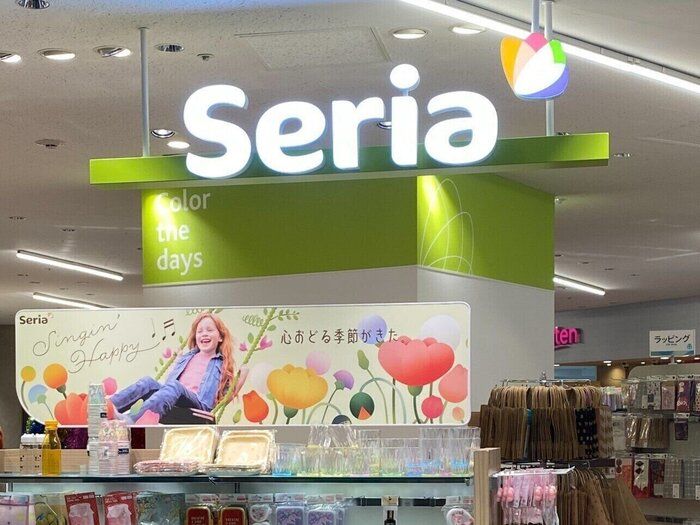 Seria
Color
the
days
Seria
Singin'
Happy
心おどる季節がきた
ラッピング